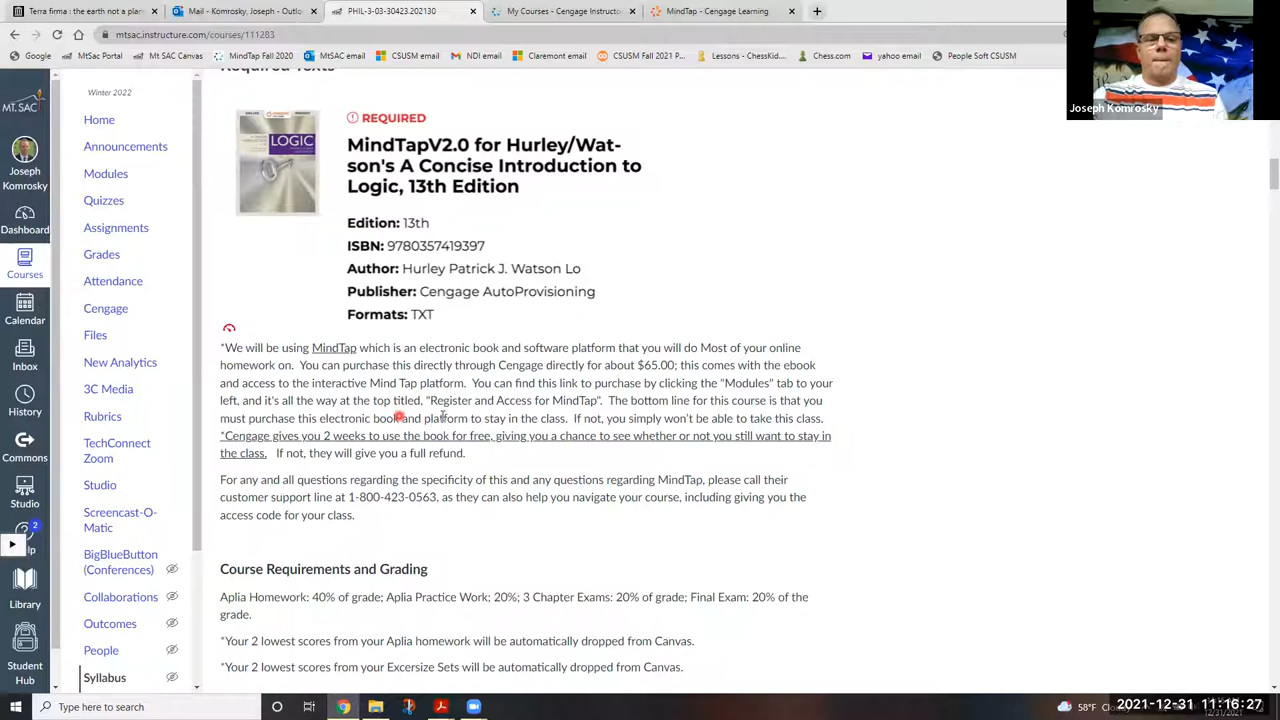 Terra firma : it's not a planet
Mail - Komrosky, Joseph - Outlo
PHIL-3-03-30423.202130
My Courses - Cengage Instructor
MindTap - Cengage Learning
mtsac.instructure.com/courses/111283
Google
MtSac Portal
Mt SAC Canvas
MindTap Fall 2020
MtSAC email
CSUSM email
NDI email
Claremont email
CSUSM Fall 2021 P...
Lessons - ChessKid...
Chess.com
yahoo email
People Soft CSUSM
Joseph Komrosky
MT. SAC
Joseph
Komrosky
Dashboard
Courses
Calendar
Inbox
History
Commons
Studio
2
Library
Student
Hub
Winter 2022
Home
Announcements
Modules
Quizzes
Assignments
Grades
Attendance
Cengage
Files
New Analytics
3C Media
Rubrics
TechConnect
Zoom
Studio
Screencast-O-
Matic
BigBlueButton
(Conferences)
Collaborations
Outcomes
People
Syllabus
Required Texts
LOGIC
REQUIRED
MindTapV2.0 for Hurley/Wat-
son's A Concise Introduction to
Logic, 13th Edition
Edition: 13th
ISBN: 9780357419397
Author: Hurley Patrick J. Watson Lo
Publisher: Cengage AutoProvisioning
Formats: TXT
*We will be using MindTap which is an electronic book and software platform that you will do Most of your online
homework on. You can purchase this directly through Cengage directly for about $65.00; this comes with the ebook
and access to the interactive Mind Tap platform. You can find this link to purchase by clicking the "Modules" tab to your
left, and it's all the way at the top titled, "Register and Access for MindTap". The bottom line for this course is that you
must purchase this electronic book and platform to stay in the class. If not, you simply won't be able to take this class.
*Cengage gives you 2 weeks to use the book for free, giving you a chance to see whether or not you still want to stay in
the class. If not, they will give you a full refund.
For any and all questions regarding the specificity of this and any questions regarding MindTap, please call their
customer support line at 1-800-423-0563, as they can also help you navigate your course, including giving you the
access code for your class.
Course Requirements and Grading
Aplia Homework: 40% of grade; Aplia Practice Work; 20%; 3 Chapter Exams: 20% of grade; Final Exam: 20% of the
grade.
*Your 2 lowest scores from your Aplia homework will be automatically dropped from Canvas.
*Your 2 lowest scores from your Excersize Sets will be automatically dropped from Canvas.
Type here to search
58°F
2021-12-31 11:16:27